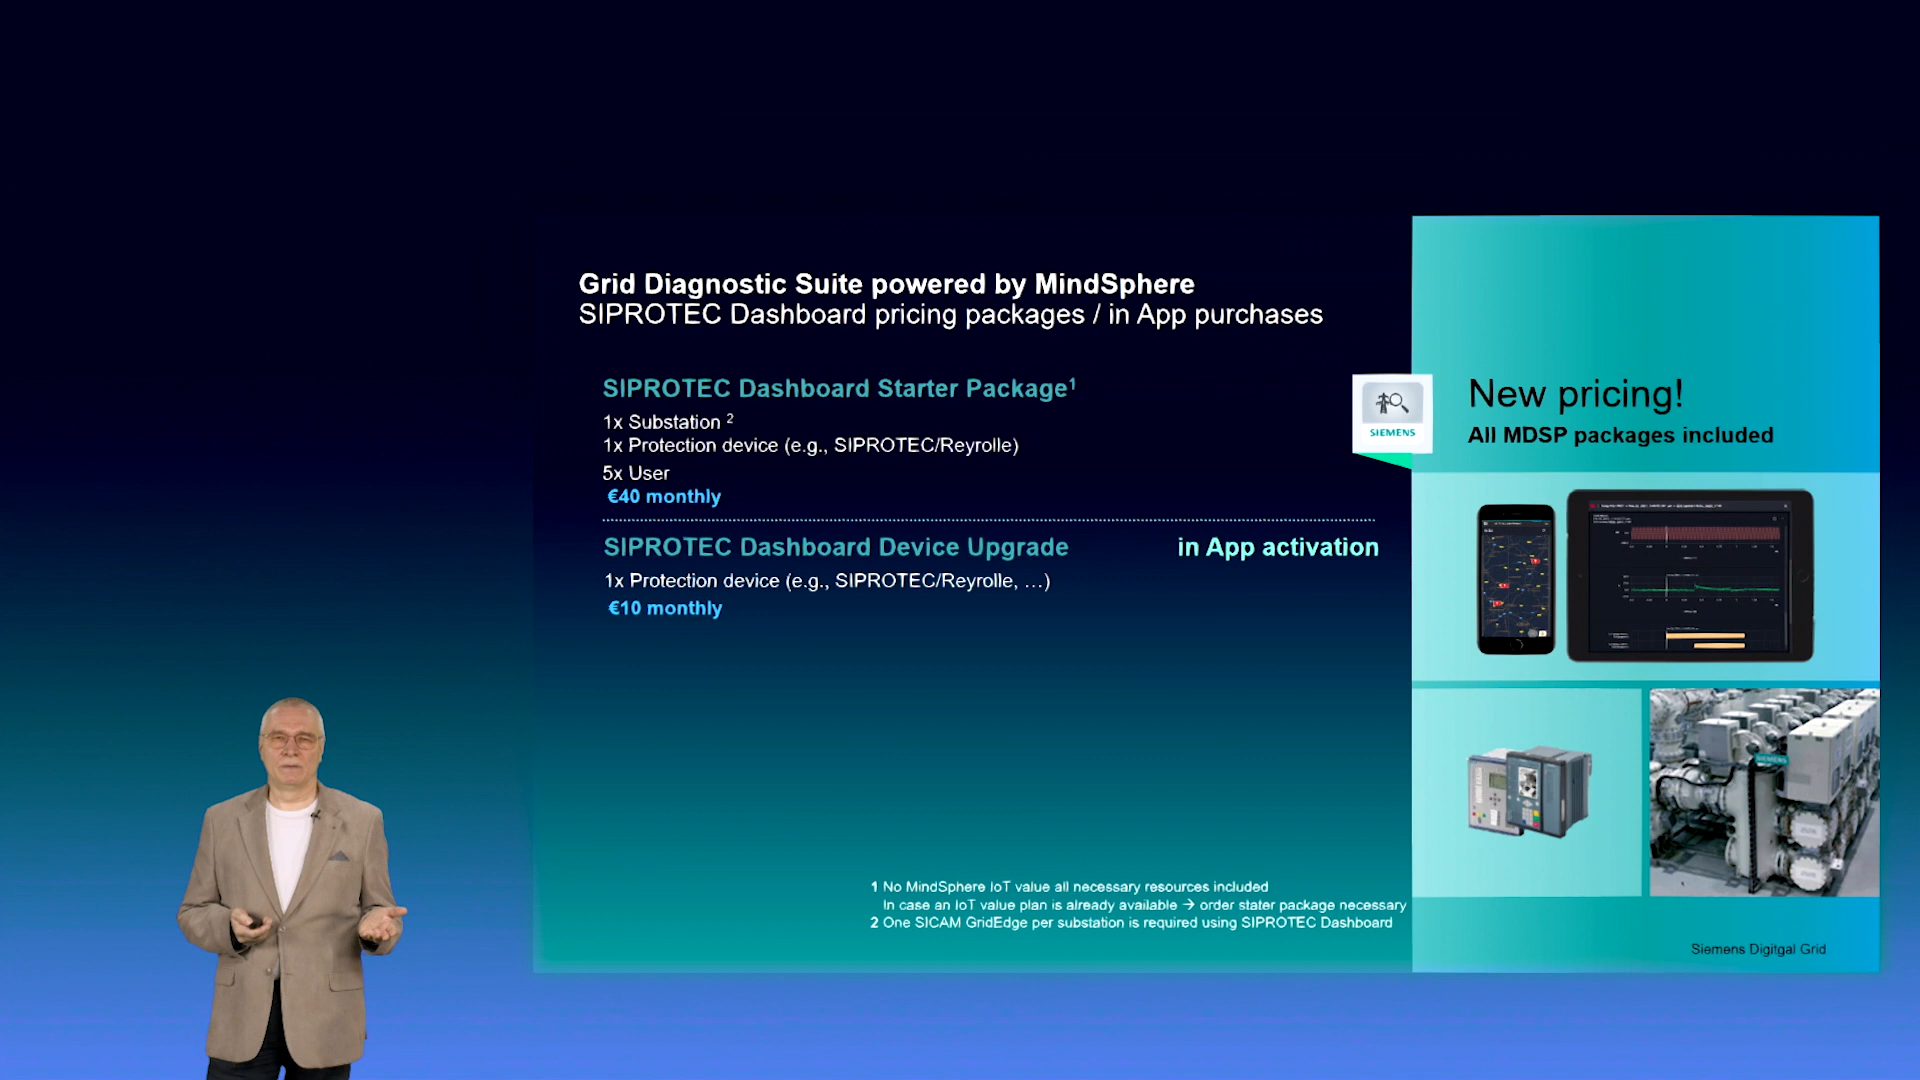 Grid Diagnostic Suite powered by MindSphere
SIPROTEC Dashboard pricing packages / in App purchases
SIPROTEC Dashboard Starter Package¹
1x Substation ²
1x Protection device (e.g., SIPROTEC/Reyrolle)
5x User
€40 monthly
SIPROTEC Dashboard Device Upgrade in App activation
1x Protection device (e.g., SIPROTEC/Reyrolle, …)
€10 monthly
1 No MindSphere IoT value all necessary resources included
In case an IoT value plan is already available → order stater package necessary
2 One SICAM GridEdge per substation is required using SIPROTEC Dashboard
SIEMENS
New pricing!
All MDSP packages included
SIEMENS
Siemens Digitgal Grid